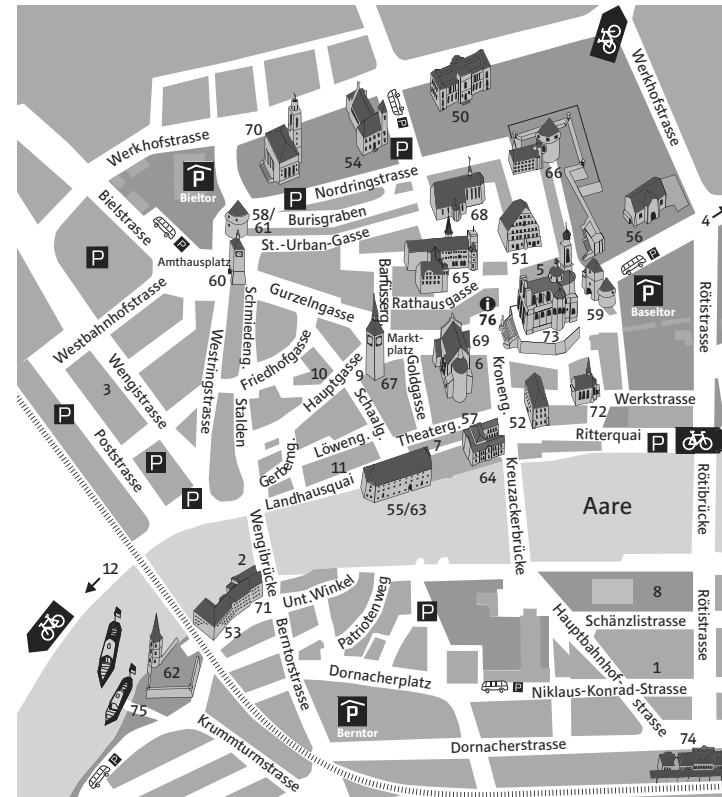 Werkhofstrasse
Werkhofstrasse
50
70
54
P
P
Bieltor
Nordringstrasse
P
Burisgraben
58/
61
St.-Urban-Gasse
68
66
51
56
4
P
Bielstrasse
P
P
Amthausplatz
60
Barfüsserg.
65
Rathausgasse
5
59
P
P
Baseltor
Rötistrasse
Westbahnhofstrasse
Schmiedeng.
Gurzelngasse
i
76
73
Markt-
platz
69
6
3
Wengistrasse
Westringstrasse
Friedhofgasse
10
Hauptgasse
9
67
Goldgasse
Kroneng.
72
Werkstrasse
P
Poststrasse
Stalden
Schaalg.
Theaterg.
57
52
Ritterquai
P
P
P
Gerbeng.
Löweng.
11
Landhausquai
7
55/63
64
Kreuzackerbrücke
Aare
Rötibrücke
Wengibrücke
12
2
71
53
Unt.Winkel
Patriotenweg
P
8
Schänzlistrasse
Rötistrasse
Hauptbahnhof-
strasse
62
75
Berntorstrasse
Dornacherplatz
P
1
Niklaus-Konrad-Strasse
P
Berntor
Krummturmstrasse
P
Dornacherstrasse
74